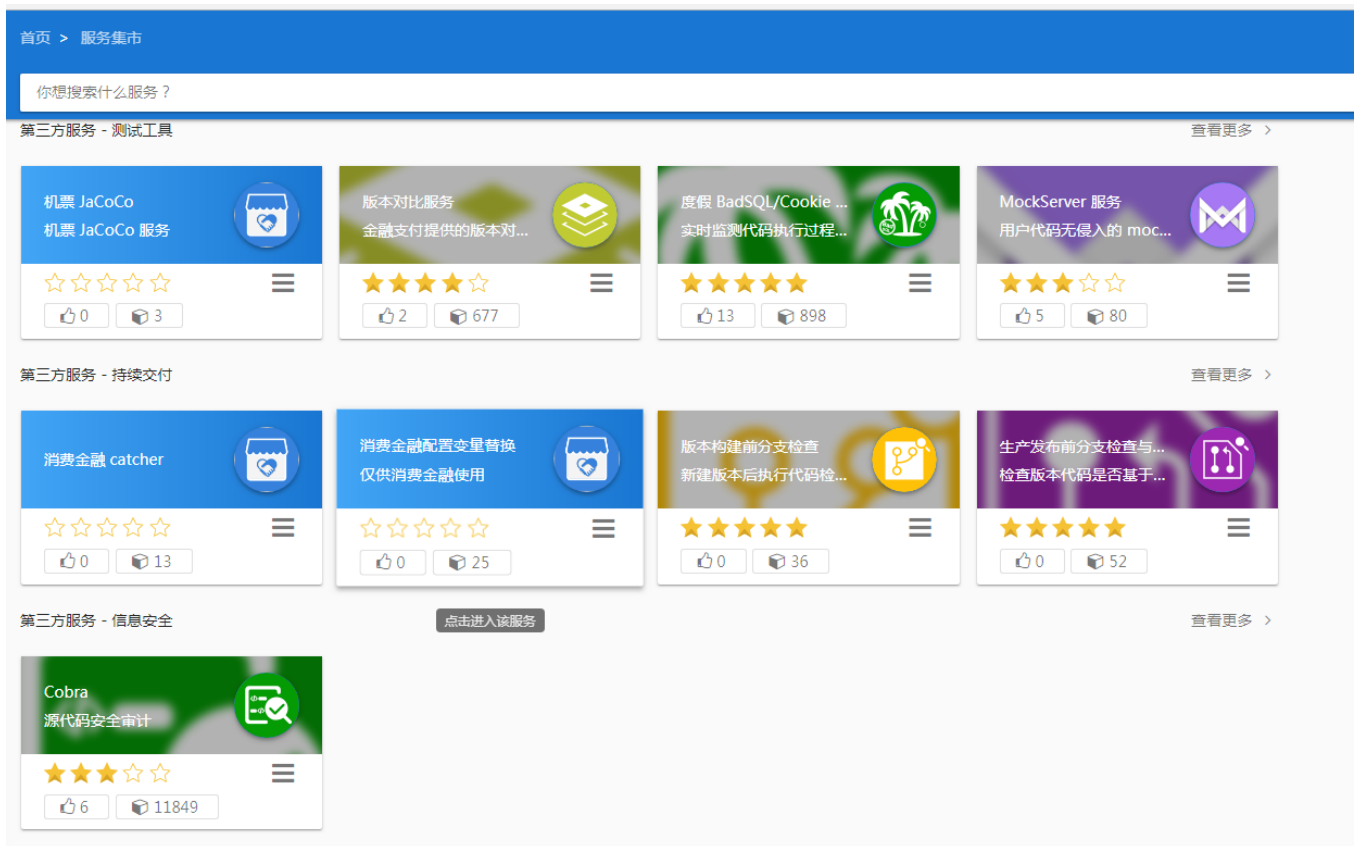 首页 > 服务集市
你想搜索什么服务？
第三方服务 - 测试工具
查看更多 >
机票 JaCoCo
机票 JaCoCo 服务
0
3
版本对比服务
金融支付提供的版本对...
2
677
度假 BadSQL/Cookie ...
实时监测代码执行过程...
13
898
MockServer 服务
用户代码无侵入的 moc...
5
80
第三方服务 - 持续交付
查看更多 >
消费金融 catcher
0
13
消费金融配置变量替换
仅供消费金融使用
0
25
版本构建前分支检查
新建版本后执行代码检...
0
36
生产发布前分支检查与...
检查版本代码是否基于...
0
52
第三方服务 - 信息安全
点击进入该服务
查看更多 >
Cobra
源代码安全审计
6
11849